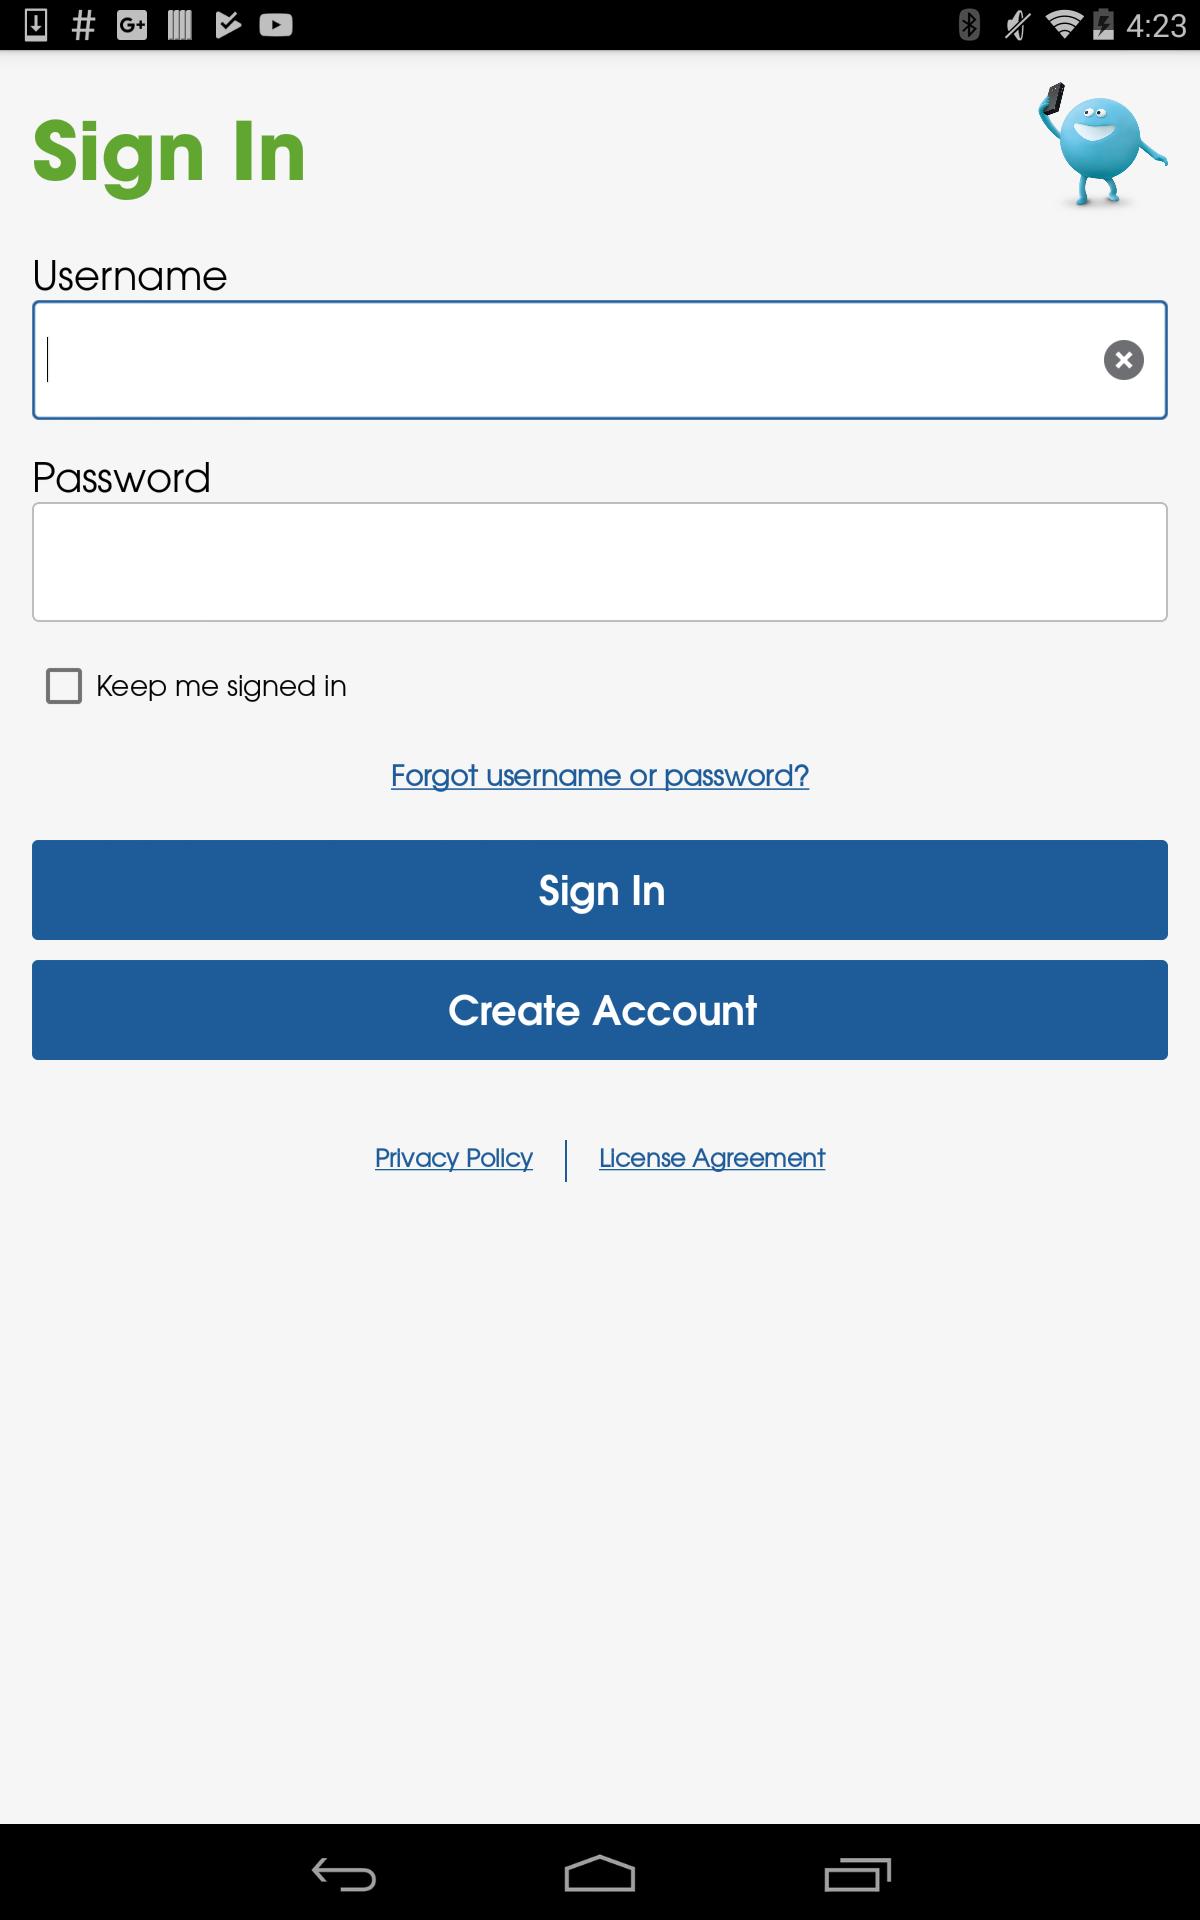 4:23
Sign In
Username
Password
Keep me signed in
Forgot username or password?
Sign In
Create Account
Privacy Policy
License Agreement